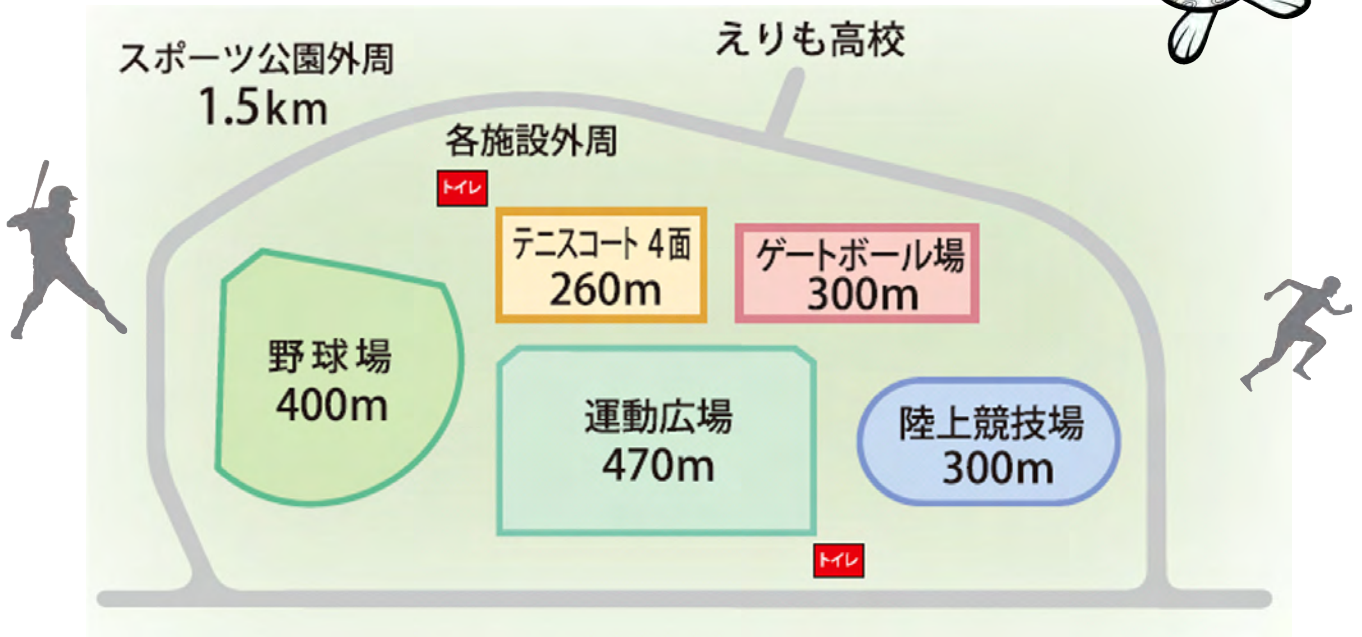 スポーツ公園外周
1.5km
えりも高校
各施設外周
トイレ
テニスコート4面
260m
ゲートボール場
300m
野球場
400m
運動広場
470m
陸上競技場
300m
トイレ